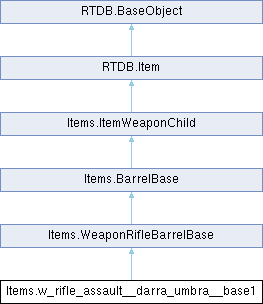 RTDB.BaseObject
RTDB.Item
Items.ItemWeaponChild
Items.BarrelBase
Items.WeaponRifleBarrelBase
Items.w_rifle_assault__darra_umbra__base1